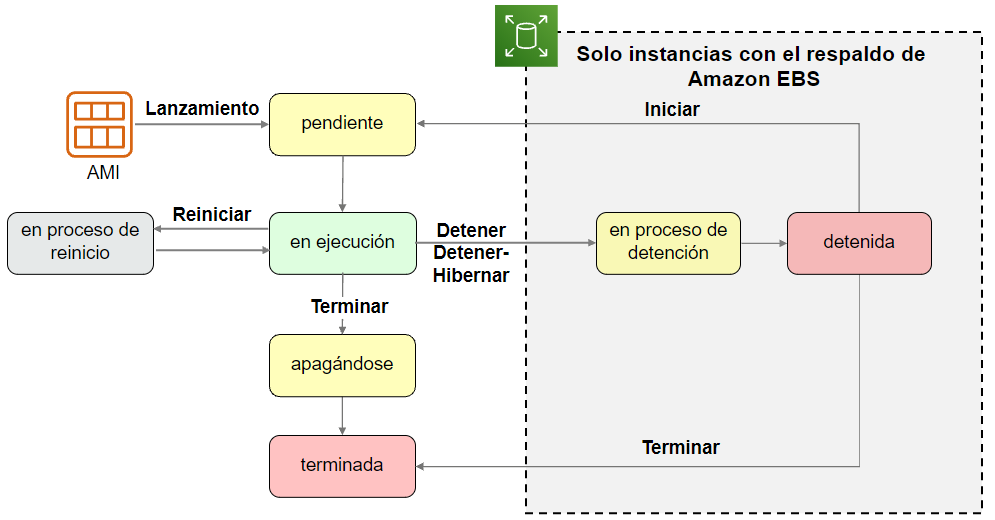 Solo instancias con el respaldo de
Amazon EBS
Lanzamiento
pendiente
Iniciar
AMI
en proceso de
reinicio
Reiniciar
en ejecución
Detener
Detener-
Hibernar
en proceso de
detención
detenida
Terminar
apagándose
terminada
Terminar